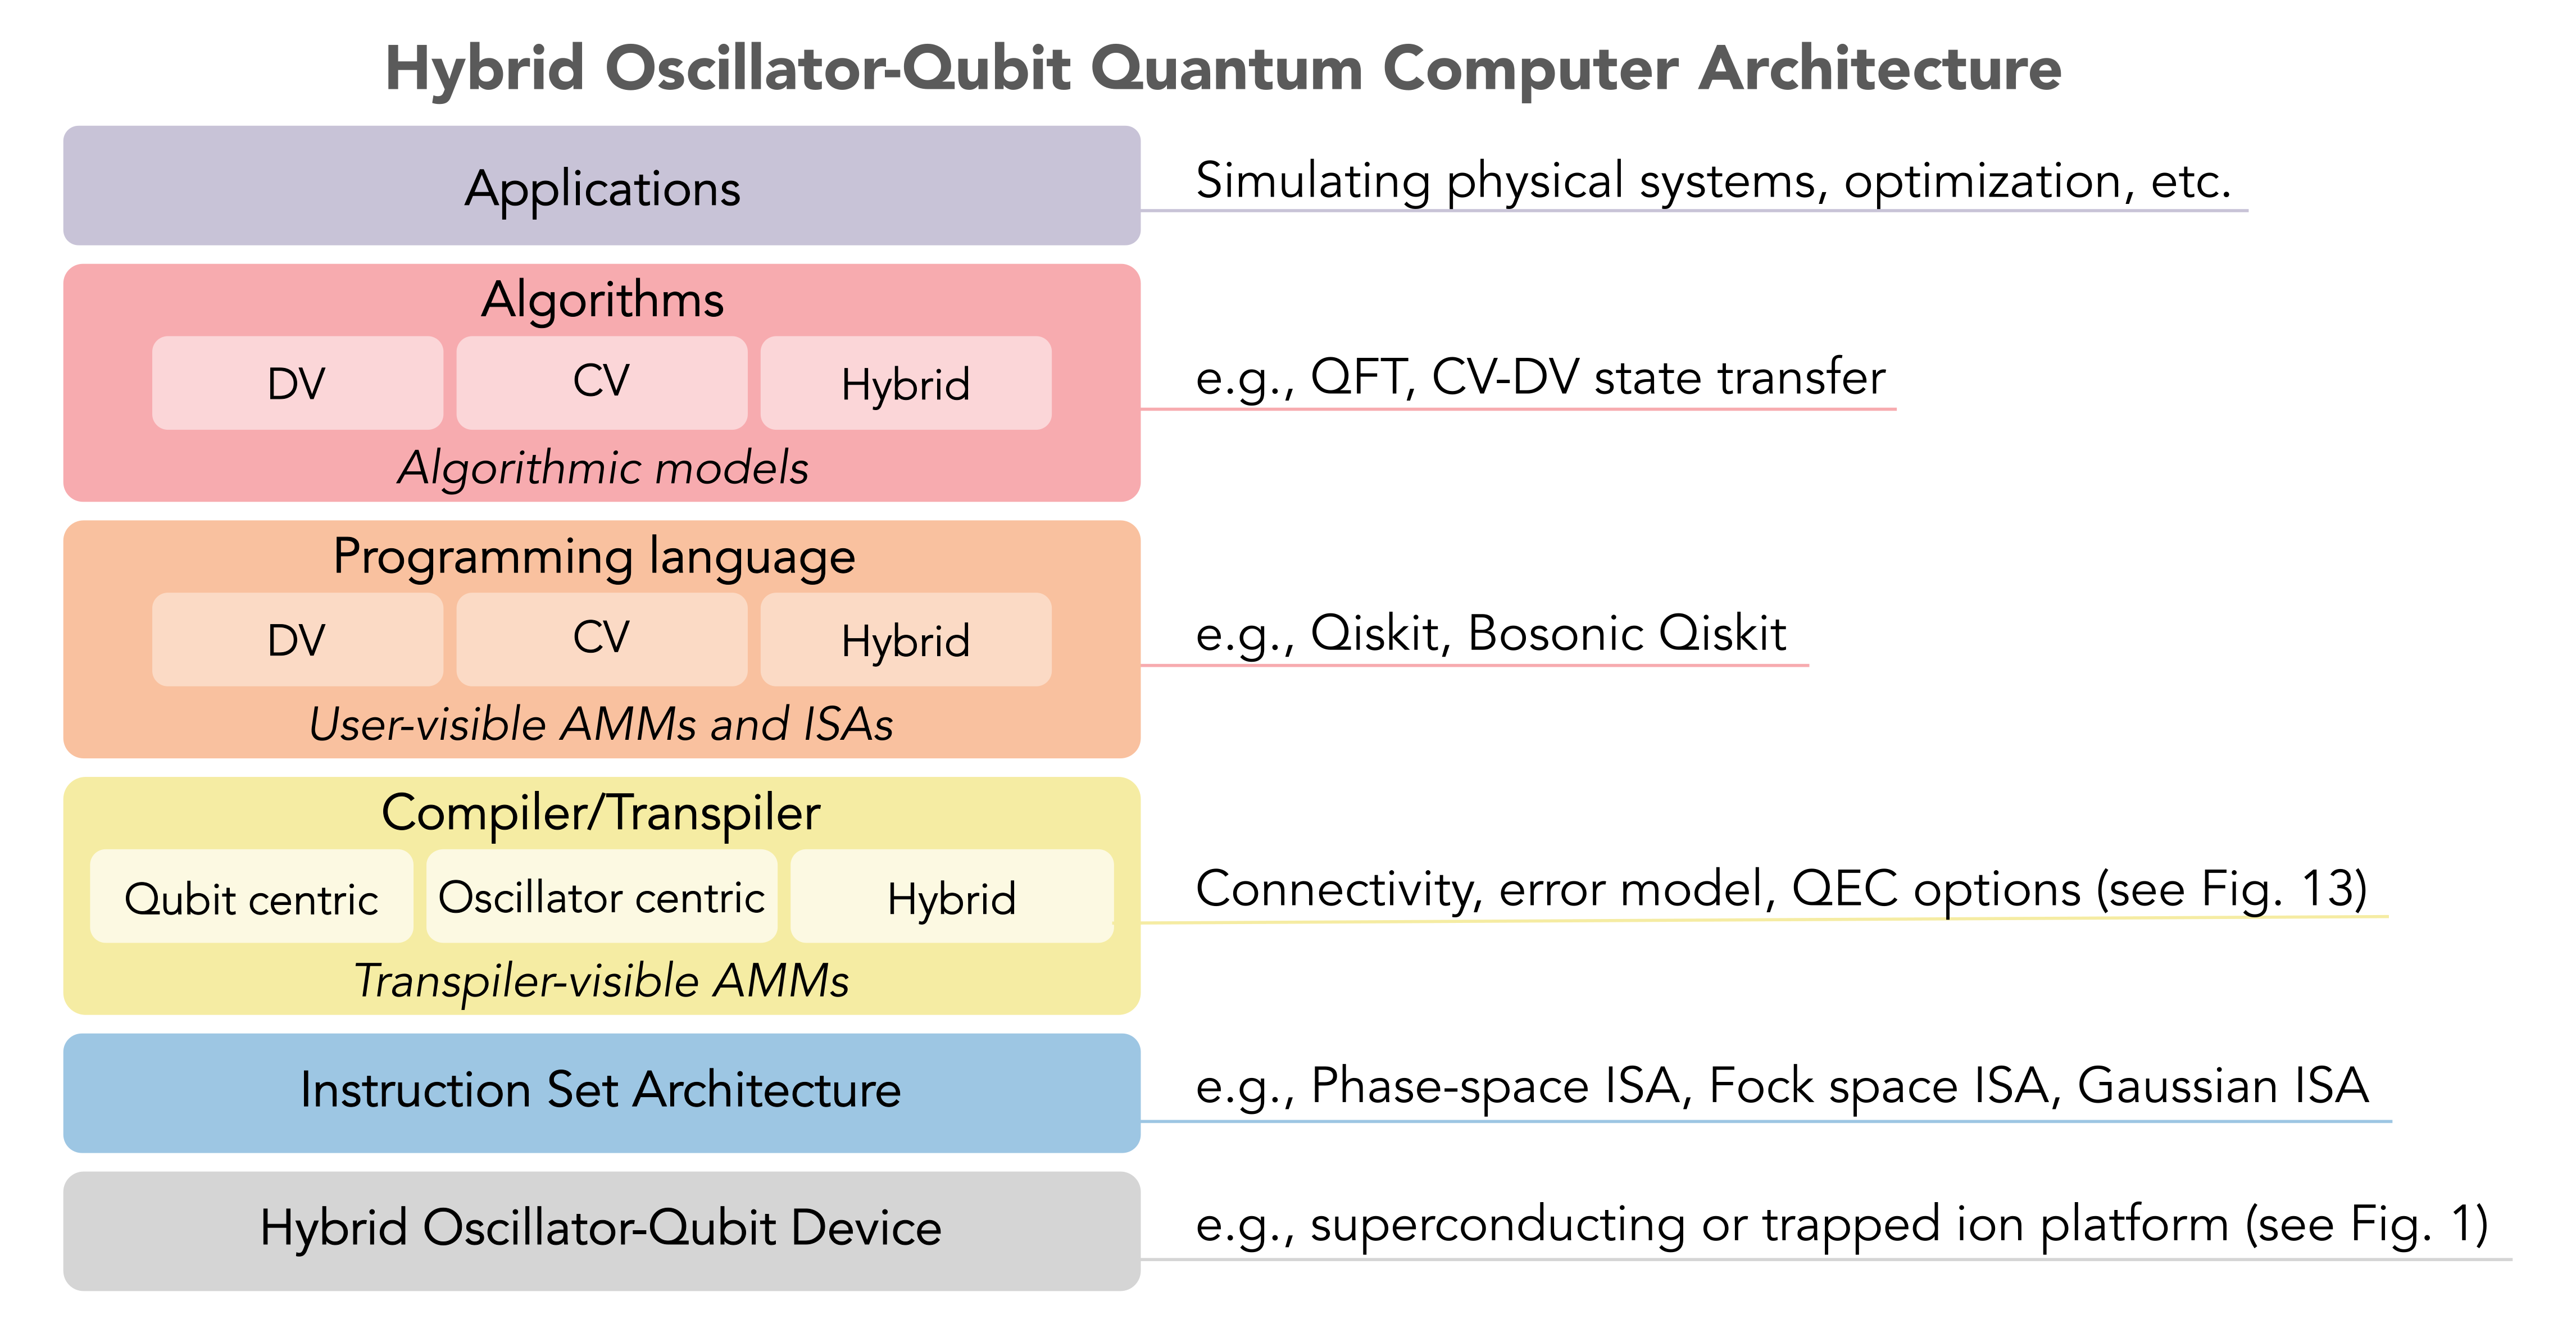 Hybrid Oscillator-Qubit Quantum Computer Architecture
Applications
Simulating physical systems, optimization, etc.
Algorithms
DV
CV
Hybrid
Algorithmic models
e.g., QFT, CV-DV state transfer
Programming language
DV
CV
Hybrid
User-visible AMMs and ISAs
e.g., Qiskit, Bosonic Qiskit
Compiler/Transpiler
Qubit centric
Oscillator centric
Hybrid
Transpiler-visible AMMs
Connectivity, error model, QEC options (see Fig. 13)
Instruction Set Architecture
e.g., Phase-space ISA, Fock space ISA, Gaussian ISA
Hybrid Oscillator-Qubit Device
e.g., superconducting or trapped ion platform (see Fig. 1)